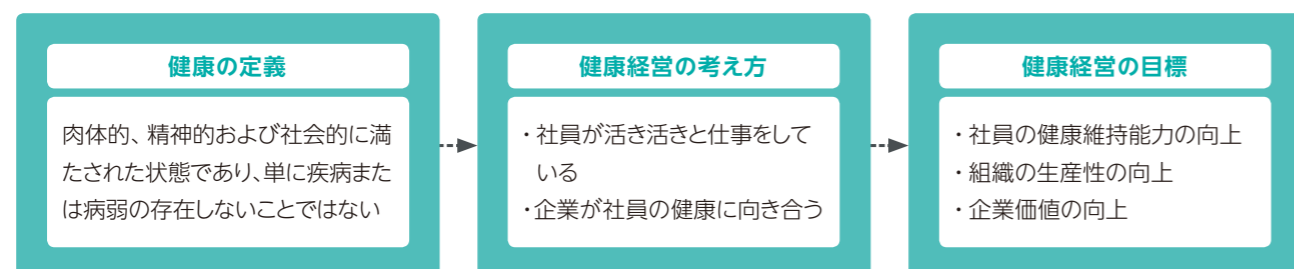 健康の定義
肉体的、精神的および社会的に満
たされた状態であり、単に疾病また
は病弱の存在しないことではない
健康経営の考え方
・社員が活き活きと仕事をして
いる
・企業が社員の健康に向き合う
健康経営の目標
・社員の健康維持能力の向上
・組織の生産性の向上
・企業価値の向上